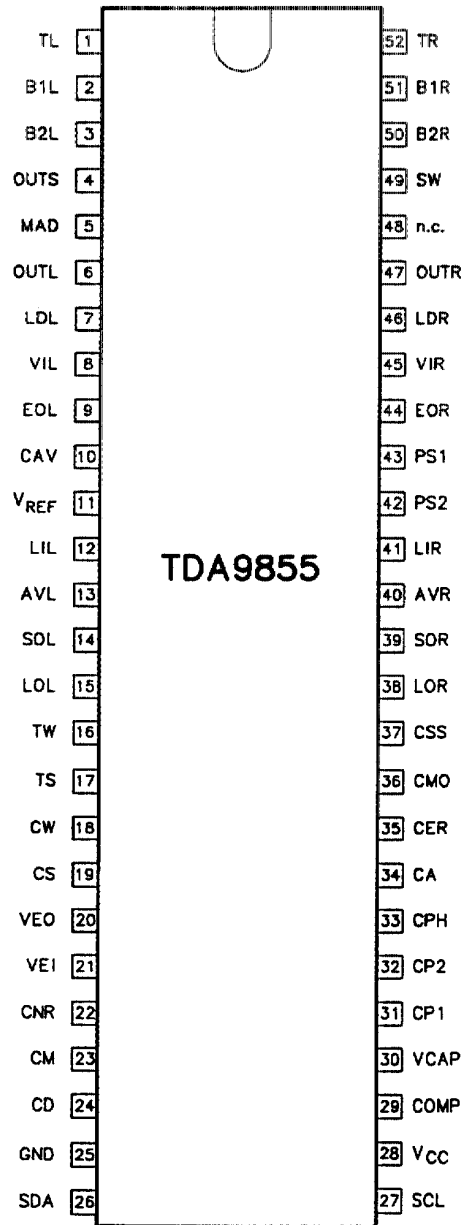 TL 1 52 TR
B1L 2 51 B1R
B2L 3 50 B2R
OUTS 4 49 SW
MAD 5 48 n.c.
OUTL 6 47 OUTR
LDL 7 46 LDR
VIL 8 45 VIR
EOL 9 44 EOR
CAV 10 43 PS1
VREF 11 42 PS2
LIL 12 41 LIR
TDA9855
AVL 13 40 AVR
SOL 14 39 SOR
LOL 15 38 LOR
TW 16 37 CSS
TS 17 36 CMO
CW 18 35 CER
CS 19 34 CA
VEO 20 33 CPH
VEI 21 32 CP2
CNR 22 31 CP1
CM 23 30 VCAP
CD 24 29 COMP
GND 25 28 VCC
SDA 26 27 SCL